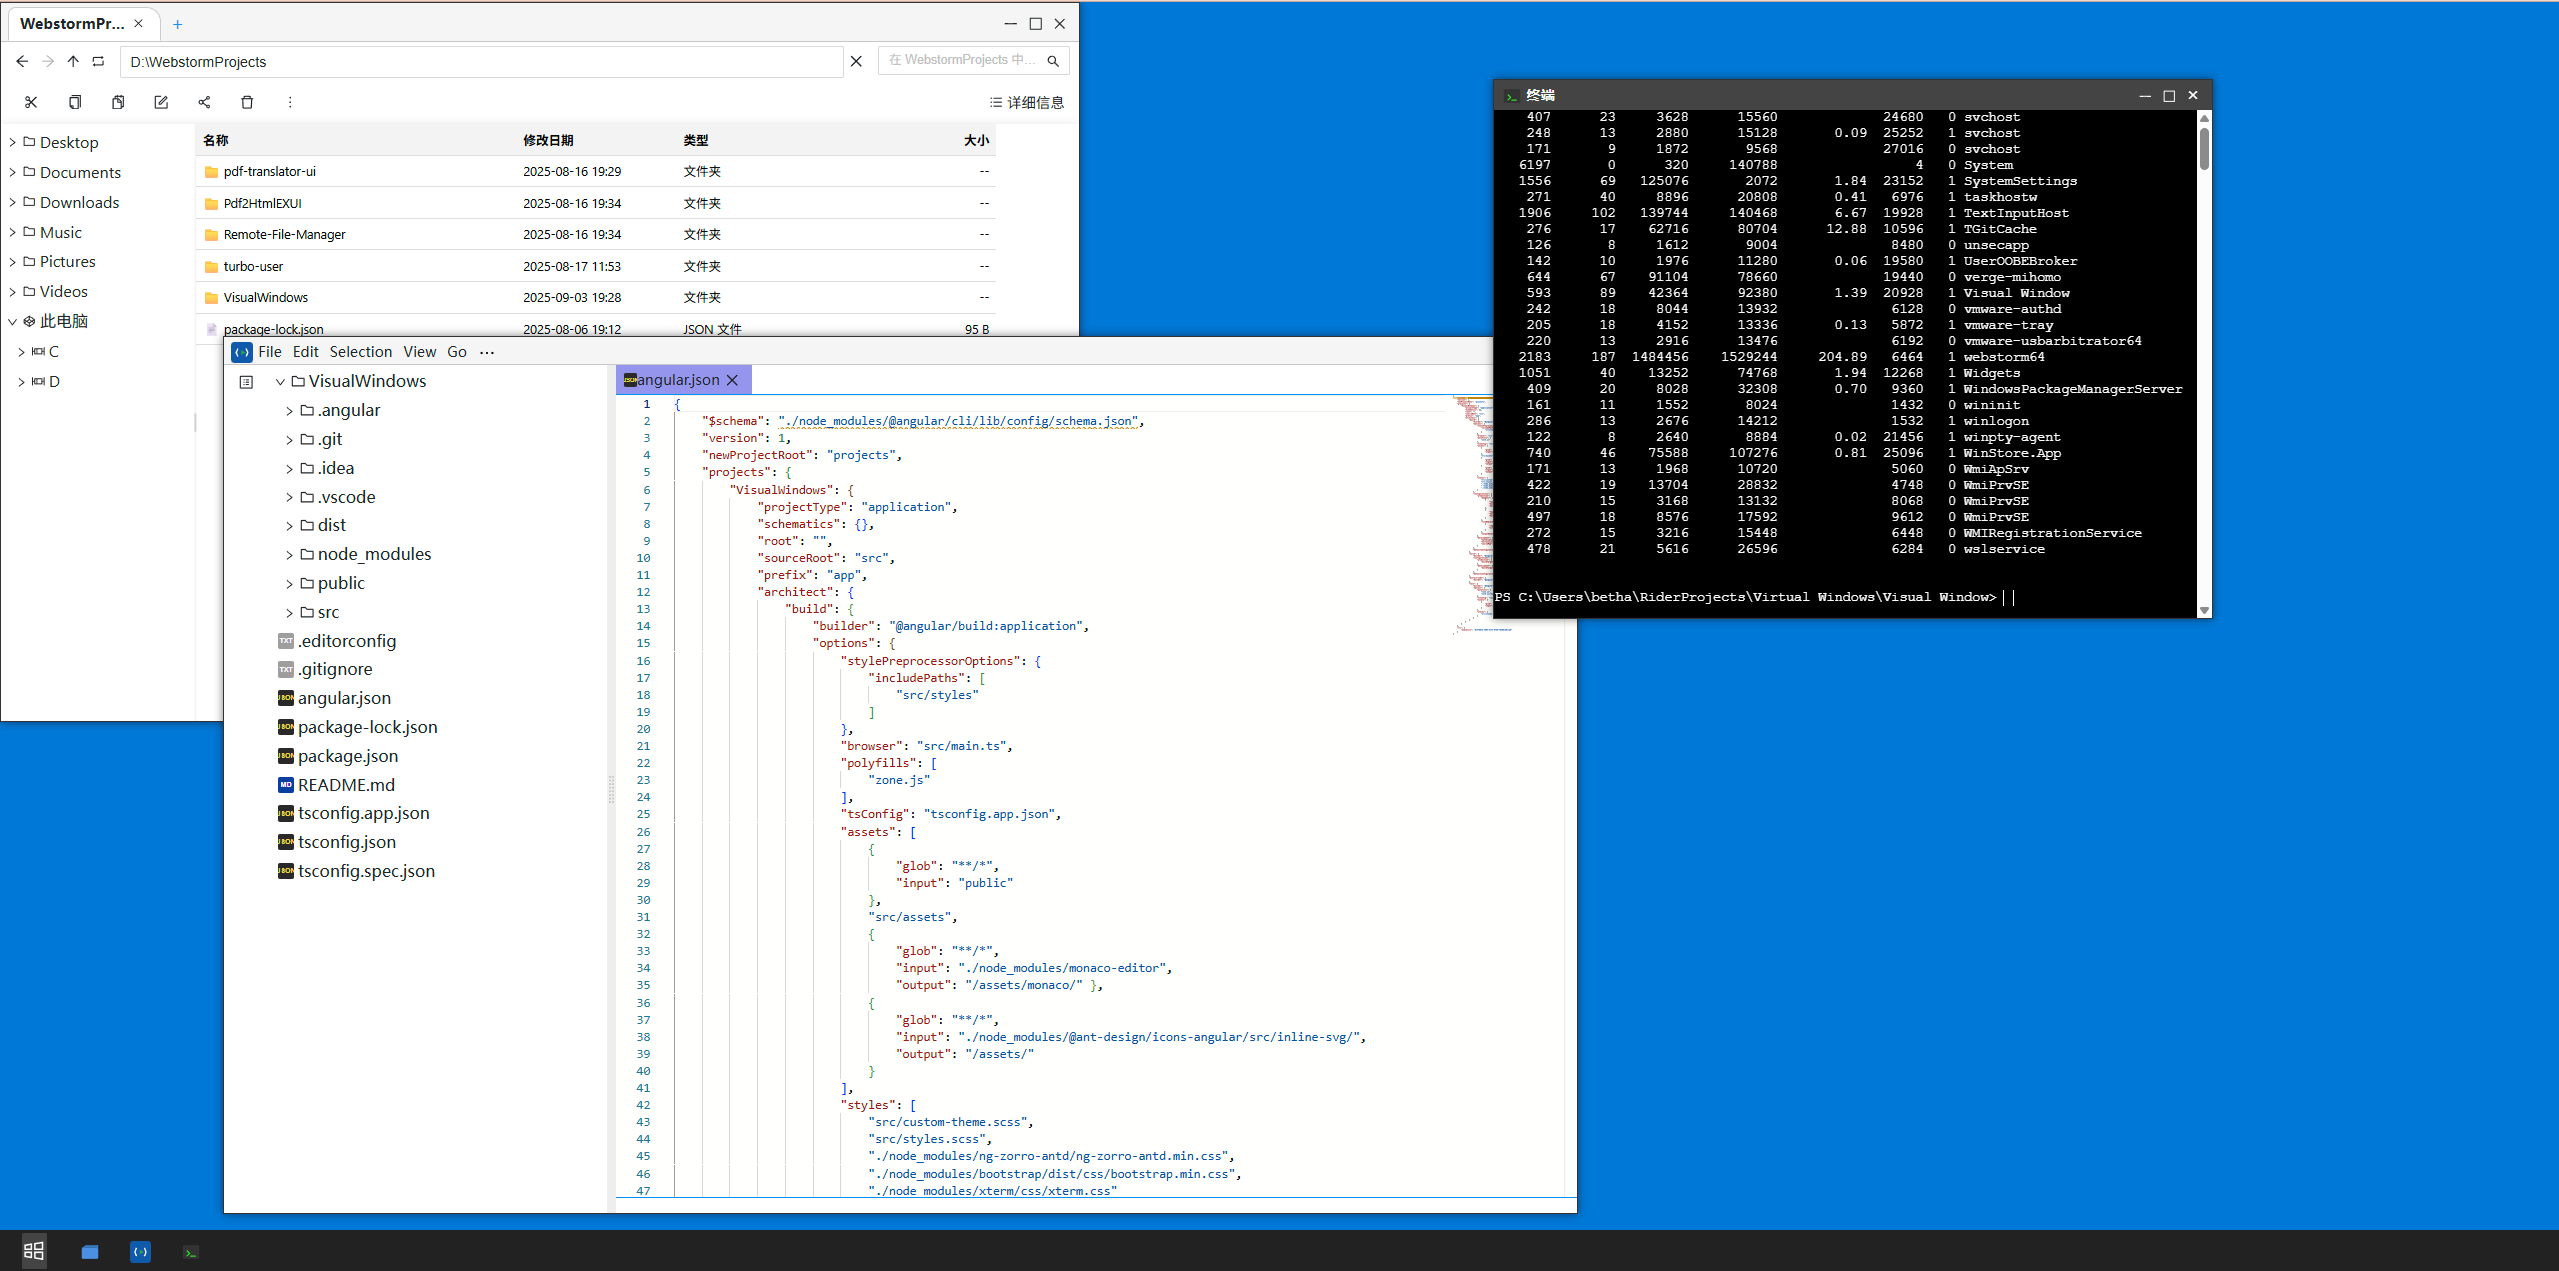 WebstormPr...
D:\WebstormProjects
在 WebstormProjects 中...
详细信息
Desktop
Documents
Downloads
Music
Pictures
Videos
此电脑
C
D
名称 修改日期 类型 大小
pdf-translator-ui 2025-08-16 19:29 文件夹 --
Pdf2HtmlEXUI 2025-08-16 19:34 文件夹 --
Remote-File-Manager 2025-08-16 19:34 文件夹 --
turbo-user 2025-08-17 11:53 文件夹 --
VisualWindows 2025-09-03 19:28 文件夹 --
package-lock.json 2025-08-06 19:12 JSON 文件 95 B
File Edit Selection View Go ...
VisualWindows
.angular
.git
.idea
.vscode
dist
node_modules
public
src
TXT .editorconfig
TXT .gitignore
JSON angular.json
JSON package-lock.json
JSON package.json
MD README.md
JSON tsconfig.app.json
JSON tsconfig.json
JSON tsconfig.spec.json
JSON angular.json
1 {
2 "$schema": "./node_modules/@angular/cli/lib/config/schema.json",
3 "version": 1,
4 "newProjectRoot": "projects",
5 "projects": {
6 "VisualWindows": {
7 "projectType": "application",
8 "schematics": {},
9 "root": "",
10 "sourceRoot": "src",
11 "prefix": "app",
12 "architect": {
13 "build": {
14 "builder": "@angular/build:application",
15 "options": {
16 "stylePreprocessorOptions": {
17 "includePaths": [
18 "src/styles"
19 ]
20 },
21 "browser": "src/main.ts",
22 "polyfills": [
23 "zone.js"
24 ],
25 "tsConfig": "tsconfig.app.json",
26 "assets": [
27 {
28 "glob": "**/*",
29 "input": "public"
30 },
31 "src/assets",
32 {
33 "glob": "**/*",
34 "input": "./node_modules/monaco-editor",
35 "output": "/assets/monaco/" },
36 {
37 "glob": "**/*",
38 "input": "./node_modules/@ant-design/icons-angular/src/inline-svg/",
39 "output": "/assets/"
40 }
41 ],
42 "styles": [
43 "src/custom-theme.scss",
44 "src/styles.scss",
45 "./node_modules/ng-zorro-antd/ng-zorro-antd.min.css",
46 "./node_modules/bootstrap/dist/css/bootstrap.min.css",
47 "./node_modules/xterm/css/xterm.css"
终端
407 23 3628 15560 24680 0 svchost
248 13 2880 15128 0.09 25252 1 svchost
171 9 1872 9568 27016 0 svchost
6197 0 320 140788 4 0 System
1556 69 125076 2072 1.84 23152 1 SystemSettings
271 40 8896 20808 0.41 6976 1 taskhostw
1906 102 139744 140468 6.67 19928 1 TextInputHost
276 17 62716 80704 12.88 10596 1 TGitCache
126 8 1612 9004 8480 0 unsecapp
142 10 1976 11280 0.06 19580 1 UserOOBEBroker
644 67 91104 78660 19440 0 verge-mihomo
593 89 42364 92380 1.39 20928 1 Visual Window
242 18 8044 13932 6128 0 vmware-authd
205 18 4152 13336 0.13 5872 1 vmware-tray
220 13 2916 13476 6192 0 vmware-usbarbitrator64
2183 187 1484456 1529244 204.89 6464 1 webstorm64
1051 40 13252 74768 1.94 12268 1 Widgets
409 20 8028 32308 0.70 9360 1 WindowsPackageManagerServer
161 11 1552 8024 1432 0 wininit
286 13 2676 14212 1532 1 winlogon
122 8 2640 8884 0.02 21456 1 winpty-agent
740 46 75588 107276 0.81 25096 1 WinStore.App
171 13 1968 10720 5060 0 WmiApSrv
422 19 13704 28832 4748 0 WmiPrvSE
210 15 3168 13132 8068 0 WmiPrvSE
497 18 8576 17592 9612 0 WmiPrvSE
272 15 3216 15448 6448 0 WMIRegistrationService
478 21 5616 26596 6284 0 wslservice
PS C:\Users\betha\RiderProjects\Virtual Windows\Visual Window>